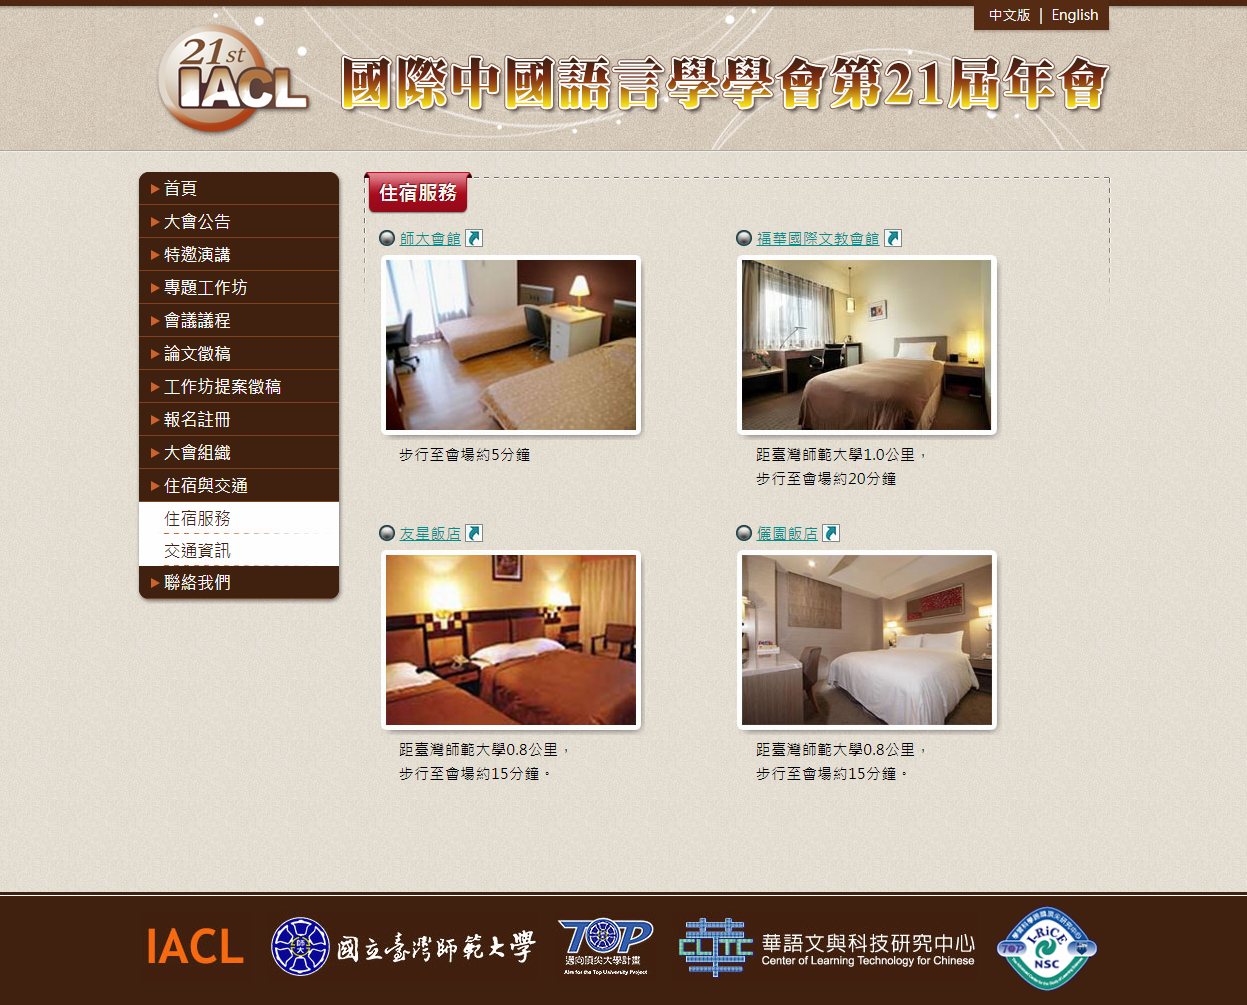 中文版 | English
21st
IACL
國際中國語言學學會第21屆年會
首頁
大會公告
特邀演講
專題工作坊
會議議程
論文徵稿
工作坊提案徵稿
報名註冊
大會組織
住宿與交通
住宿服務
交通資訊
聯絡我們
住宿服務
師大會館
福華國際文教會館
步行至會場約5分鐘
距臺灣師範大學1.0公里，
步行至會場約20分鐘
友星飯店
儷園飯店
距臺灣師範大學0.8公里，
步行至會場約15分鐘。
距臺灣師範大學0.8公里，
步行至會場約15分鐘。
IACL
國立臺灣師範大學
TOP
邁向頂尖大學計畫
Aim for the Top University Project
CLTC
華語文與科技研究中心
Center of Learning Technology for Chinese
TOP
I-RiCE
NSC